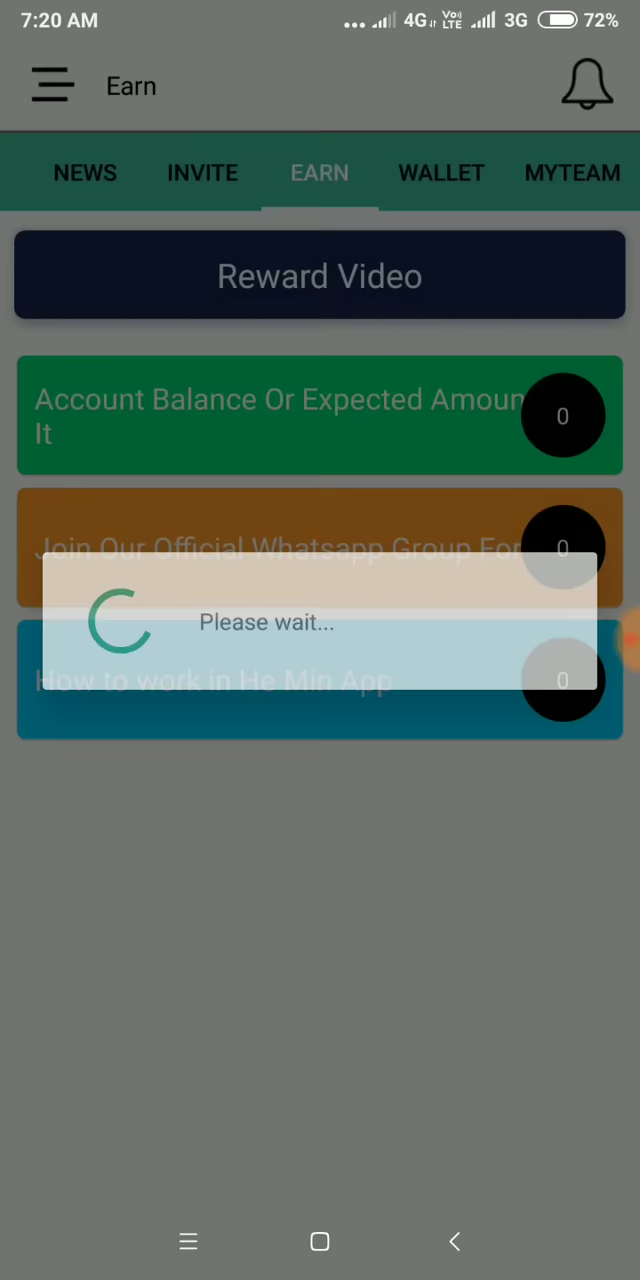 7:20 AM 4G Vo)) LTE 3G 72%
Earn
NEWS INVITE EARN WALLET MYTEAM
Reward Video
Account Balance Or Expected Amoun
It
0
Join Our Official Whatsapp Group For
0
Please wait...
How to work in He Min App
0